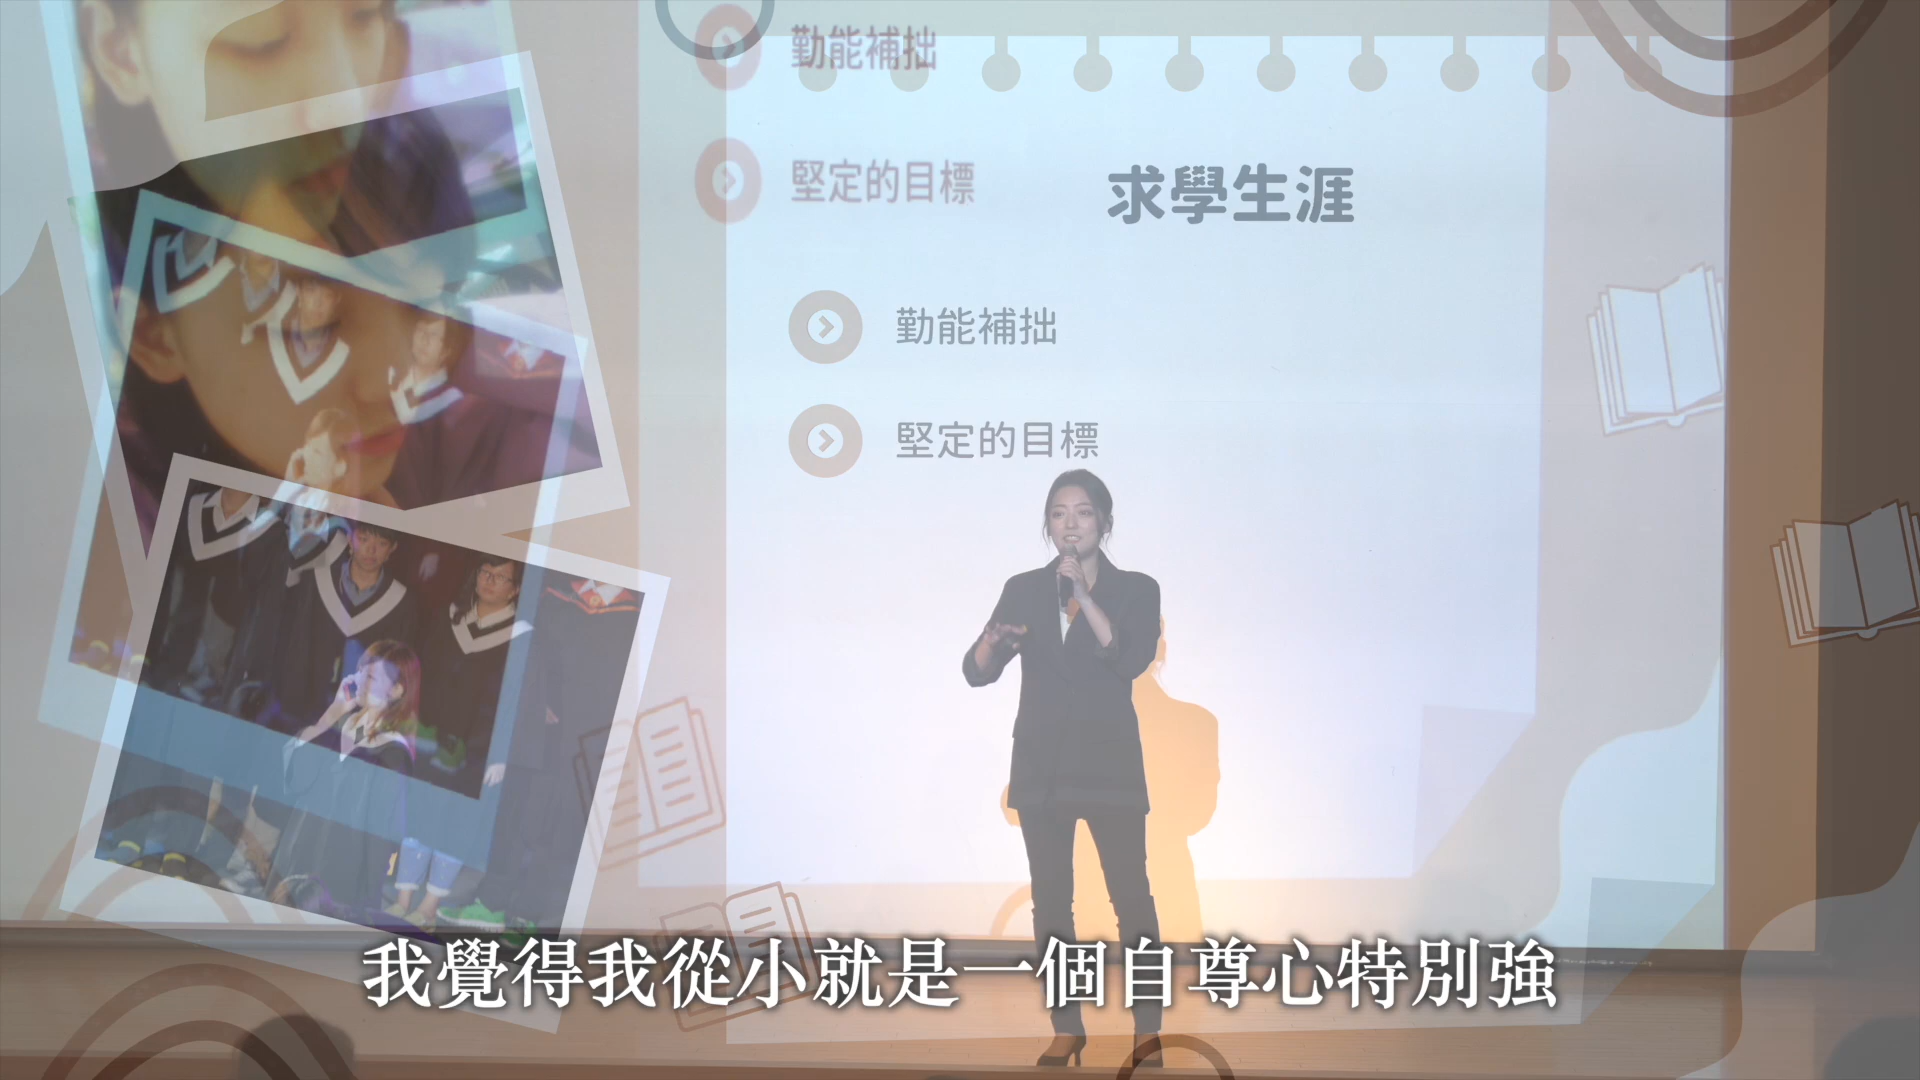 勤能補拙
堅定的目標
求學生涯
勤能補拙
堅定的目標
我覺得我從小就是一個自尊心特別強